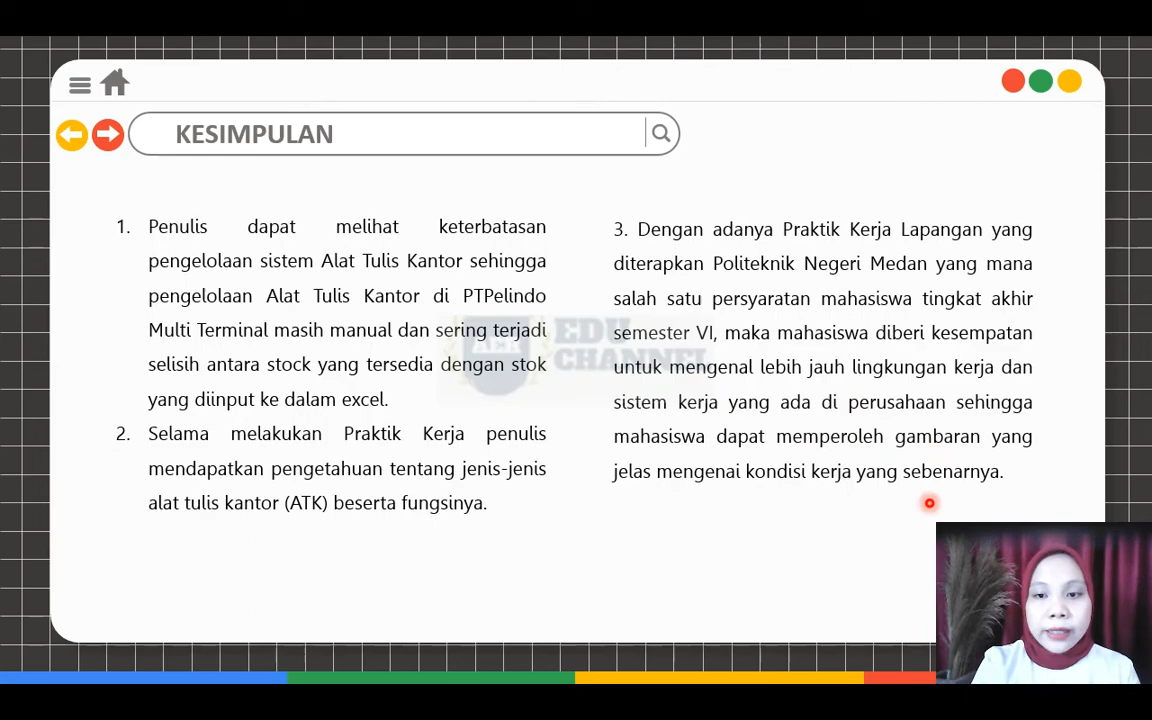 KESIMPULAN
1. Penulis dapat melihat keterbatasan
pengelolaan sistem Alat Tulis Kantor sehingga
pengelolaan Alat Tulis Kantor di PTPelindo
Multi Terminal masih manual dan sering terjadi
selisih antara stock yang tersedia dengan stok
yang diinput ke dalam excel.
2. Selama melakukan Praktik Kerja penulis
mendapatkan pengetahuan tentang jenis-jenis
alat tulis kantor (ATK) beserta fungsinya.
3. Dengan adanya Praktik Kerja Lapangan yang
diterapkan Politeknik Negeri Medan yang mana
salah satu persyaratan mahasiswa tingkat akhir
semester VI, maka mahasiswa diberi kesempatan
untuk mengenal lebih jauh lingkungan kerja dan
sistem kerja yang ada di perusahaan sehingga
mahasiswa dapat memperoleh gambaran yang
jelas mengenai kondisi kerja yang sebenarnya.
EDU
CHANNEL